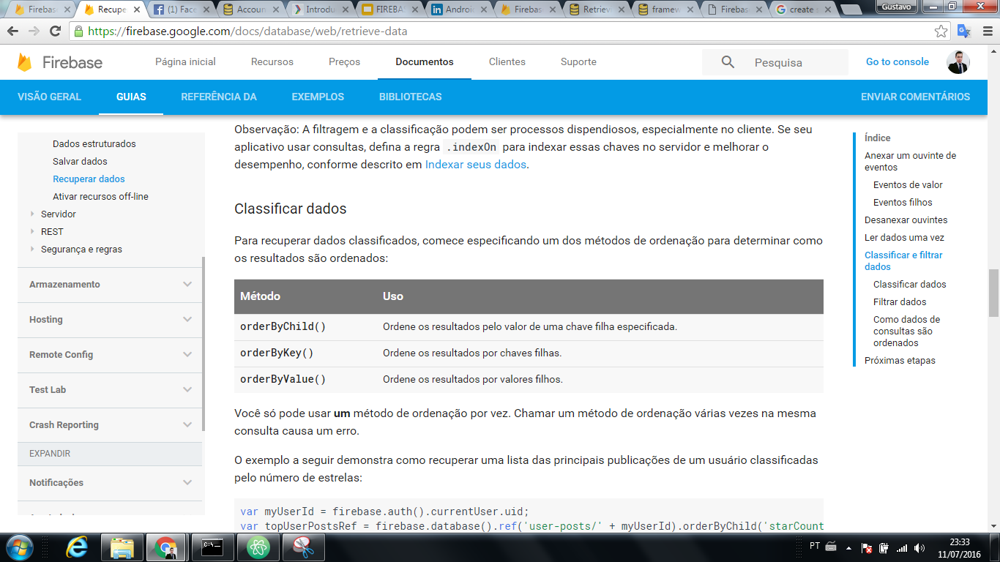 Firebase
Recupe
(1) Face
Accoun
Introdu
FIREBAS
Android
Firebas
Retriev
framew
Firebas
create s
Gustavo
https://firebase.google.com/docs/database/web/retrieve-data
Firebase
Página inicial
Recursos
Preços
Documentos
Clientes
Suporte
Pesquisa
Go to console
VISÃO GERAL
GUIAS
REFERÊNCIA DA
EXEMPLOS
BIBLIOTECAS
ENVIAR COMENTÁRIOS
Dados estruturados
Salvar dados
Recuperar dados
Ativar recursos off-line
Servidor
REST
Segurança e regras
Armazenamento
Hosting
Remote Config
Test Lab
Crash Reporting
EXPANDIR
Notificações
Observação: A filtragem e a classificação podem ser processos dispendiosos, especialmente no cliente. Se seu
aplicativo usar consultas, defina a regra .indexOn para indexar essas chaves no servidor e melhorar o
desempenho, conforme descrito em Indexar seus dados.
Classificar dados
Para recuperar dados classificados, comece especificando um dos métodos de ordenação para determinar como
os resultados são ordenados:
Método Uso
orderByChild() Ordene os resultados pelo valor de uma chave filha especificada.
orderByKey() Ordene os resultados por chaves filhas.
orderByValue() Ordene os resultados por valores filhos.
Você só pode usar um método de ordenação por vez. Chamar um método de ordenação várias vezes na mesma
consulta causa um erro.
O exemplo a seguir demonstra como recuperar uma lista das principais publicações de um usuário classificadas
pelo número de estrelas:
var myUserId = firebase.auth().currentUser.uid;
var topUserPostsRef = firebase.database().ref('user-posts/' + myUserId).orderByChild('starCount
Índice
Anexar um ouvinte de
eventos
Eventos de valor
Eventos filhos
Desanexar ouvintes
Ler dados uma vez
Classificar e filtrar
dados
Classificar dados
Filtrar dados
Como dados de
consultas são
ordenados
Próximas etapas
PT
23:33
11/07/2016